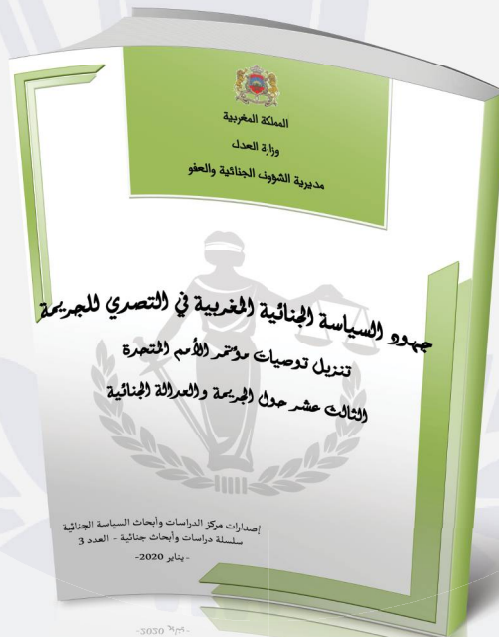 المملكة المغربية
وزارة العدل
مديرية الشؤون الجنائية والعفو
جهود السياسة الجنائية المغربية في التصدي للجريمة
تنزيل توصيات مؤتمر الأمم المتحدة
الثالث عشر حول الجريمة والعدالة الجنائية
إصدارات مركز الدراسات وأبحاث السياسة الجنائية
سلسلة دراسات وأبحاث جنائية - العدد 3
-يناير 2020-